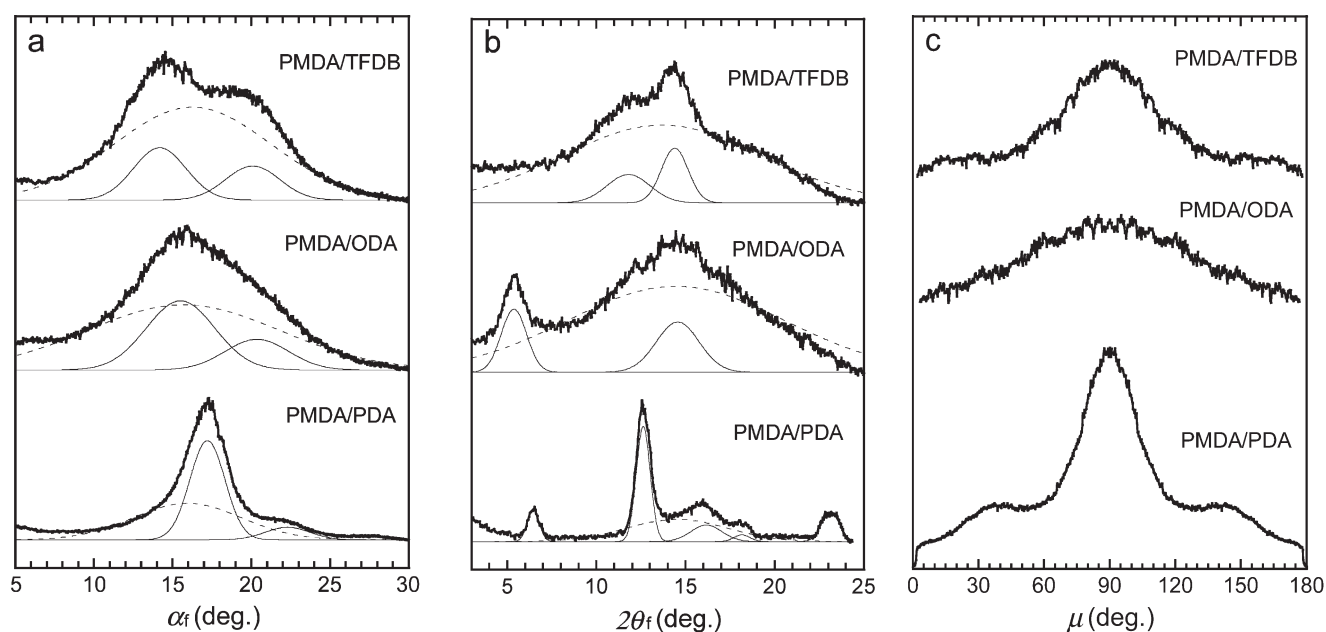 a
PMDA/TFDB
PMDA/ODA
PMDA/PDA
5 10 15 20 25 30
αf (deg.)
b
PMDA/TFDB
PMDA/ODA
PMDA/PDA
5 10 15 20 25
2θf (deg.)
c
PMDA/TFDB
PMDA/ODA
PMDA/PDA
0 30 60 90 120 150 180
μ (deg.)